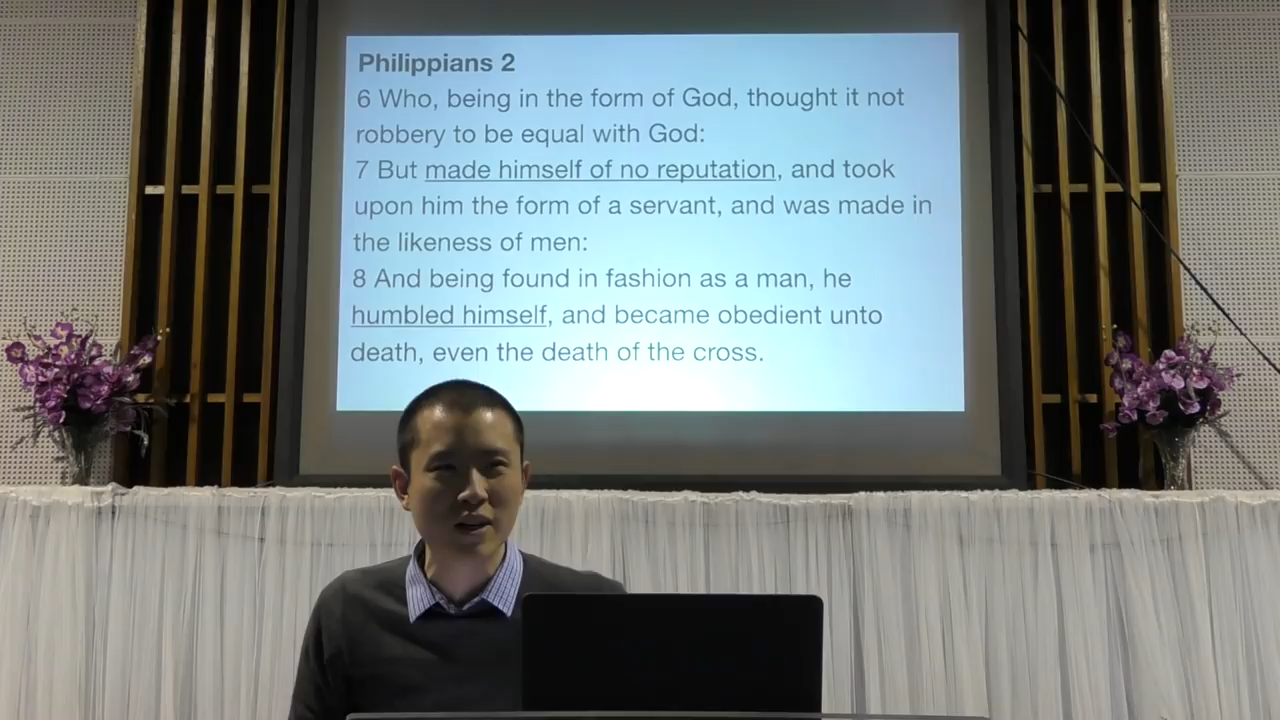 Philippians 2
6 Who, being in the form of God, thought it not
robbery to be equal with God:
7 But made himself of no reputation, and took
upon him the form of a servant, and was made in
the likeness of men:
8 And being found in fashion as a man, he
humbled himself, and became obedient unto
death, even the death of the cross.